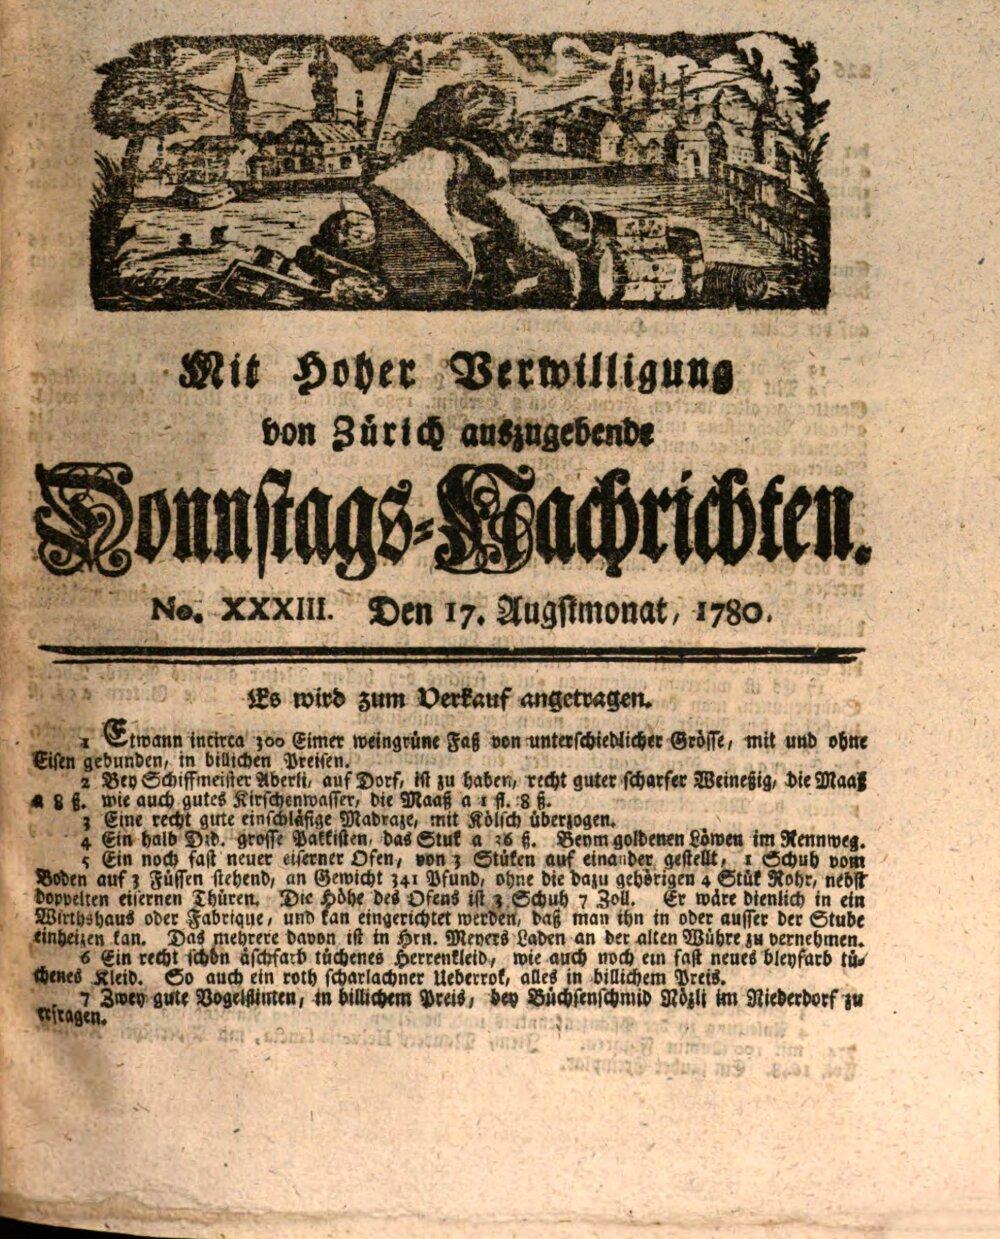 Mit Hoher Verwilligung
von Zürich auszugebende
Donnstags-Nachrichten.
No. XXXIII. Den 17. Augstmonat, 1780.
Es wird zum Verkauf angetragen.
1 Etwann incirca 300 Eimer weingrüne Faß von unterschiedlicher Grösse, mit und ohne
Eisen gebunden, in billichen Preisen.
2 Bey Schiffmeister Aberli, auf Dorf, ist zu haben, recht guter scharfer Weineßig, die Maaß
a 8 ß. wie auch gutes Kirschenwasser, die Maaß a 1 fl. 8 ß.
3 Eine recht gute einschläfige Madraze, mit Kölsch überzogen.
4 Ein halb Dzd. grosse Pakkisten, das Stuk a 36 ß. Beym goldenen Löwen im Rennweg.
5 Ein noch fast neuer eiserner Ofen, von 3 Stüken auf einander gestellt, 1 Schuh vom
Boden auf 3 Füssen stehend, an Gewicht 341 Pfund, ohne die dazu gehörigen 4 Stük Rohr, nebst
doppelten eisernen Thüren. Die Höhe des Ofens ist 3 Schuh 7 Zoll. Er wäre dienlich in ein
Wirthshaus oder Fabrique, und kan eingerichtet werden, daß man ihn in oder ausser der Stube
einheizen kan. Das mehrere davon ist in Hrn. Meyers Laden an der alten Wühre zu vernehmen.
6 Ein recht schön äschfarb tüchenes Herrenkleid, wie auch noch ein fast neues bleyfarb tü-
chenes Kleid. So auch ein roth scharlachner Ueberrok, alles in billichem Preis.
7 Zwey gute Vogelflinten, in billichem Preis, bey Büchsenschmid Nözli im Niederdorf zu
erfragen.